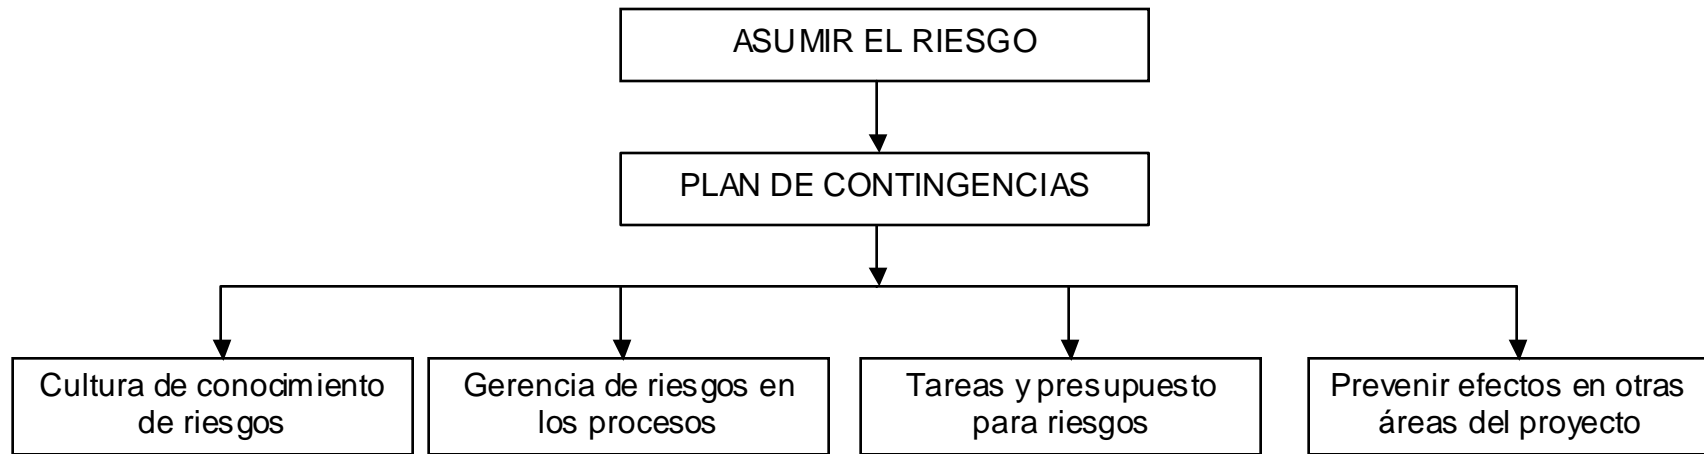 ASUMIR EL RIESGO
PLAN DE CONTINGENCIAS
Cultura de conocimiento
de riesgos
Gerencia de riesgos en
los procesos
Tareas y presupuesto
para riesgos
Prevenir efectos en otras
áreas del proyecto